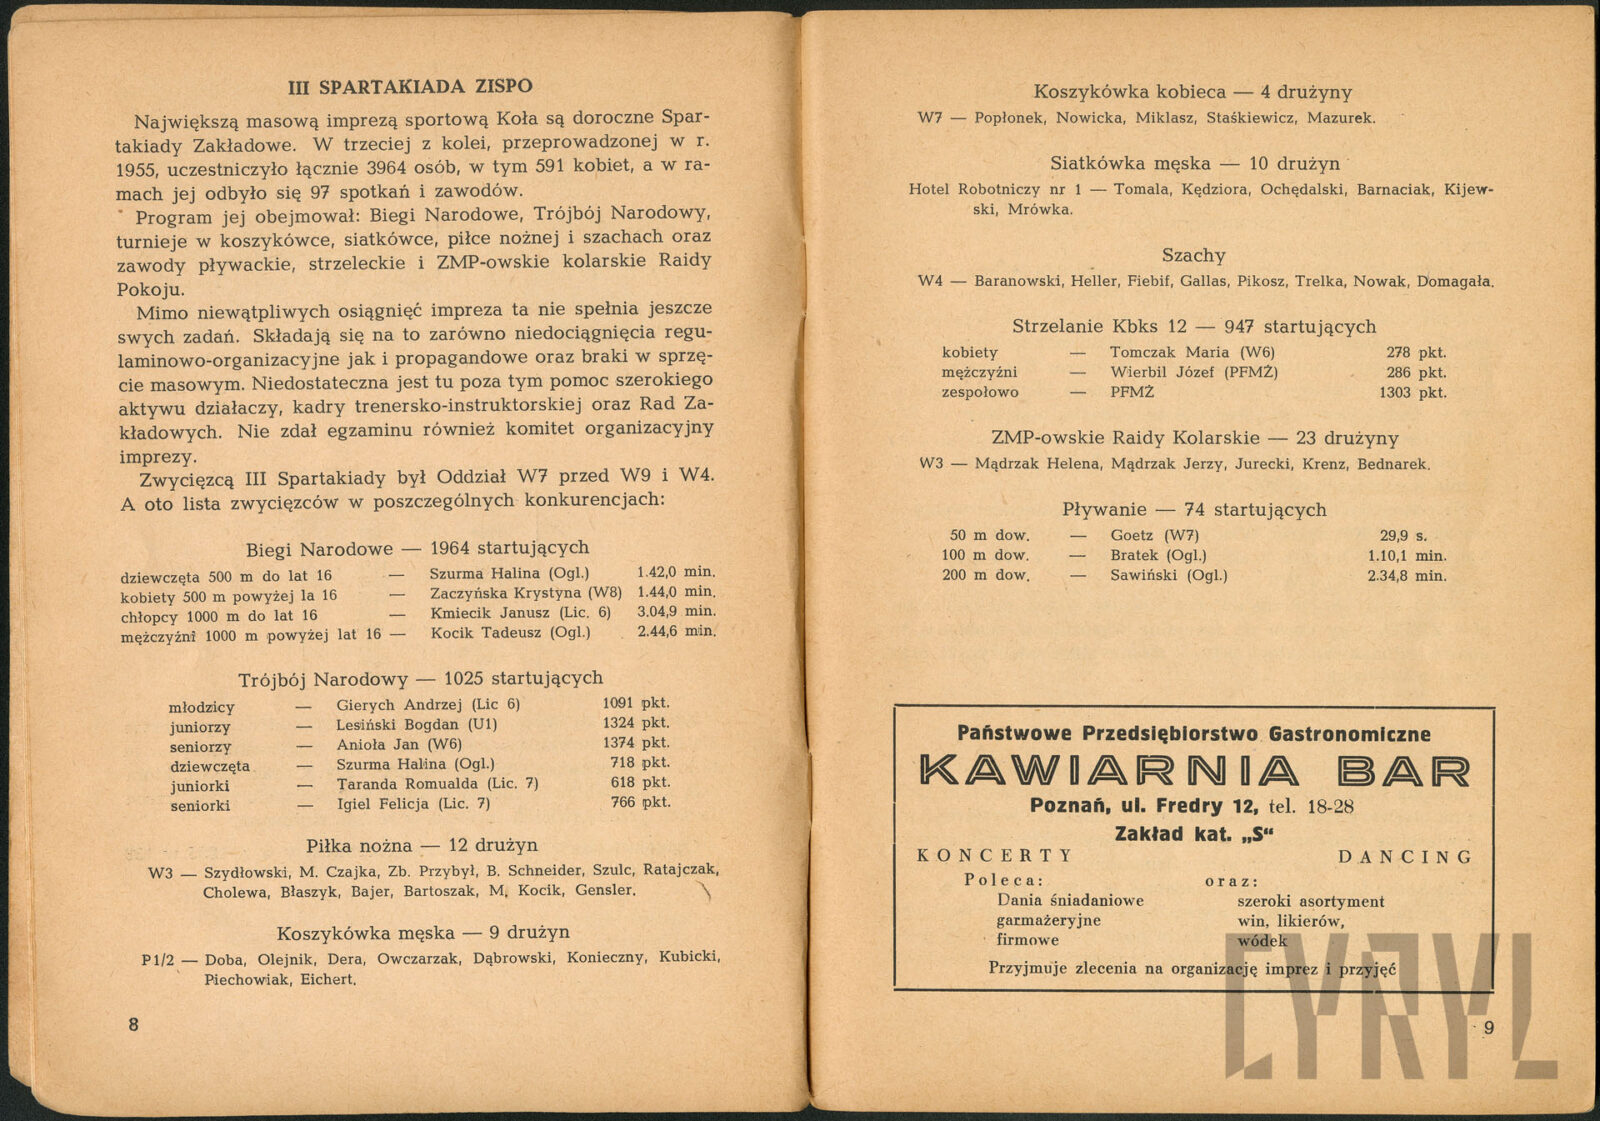 III SPARTAKIADA ZISPO
Największą masową imprezą sportową Koła są doroczne Spar-
takiady Zakładowe. W trzeciej z kolei, przeprowadzonej w r.
1955, uczestniczyło łącznie 3964 osób, w tym 591 kobiet, a w ra-
mach jej odbyło się 97 spotkań i zawodów.
Program jej obejmował: Biegi Narodowe, Trójbój Narodowy,
turnieje w koszykówce, siatkówce, piłce nożnej i szachach oraz
zawody pływackie, strzeleckie i ZMP-owskie kolarskie Raidy
Pokoju.
Mimo niewątpliwych osiągnięć impreza ta nie spełnia jeszcze
swych zadań. Składają się na to zarówno niedociągnięcia regu-
laminowo-organizacyjne jak i propagandowe oraz braki w sprzę-
cie masowym. Niedostateczna jest tu poza tym pomoc szerokiego
aktywu działaczy, kadry trenersko-instruktorskiej oraz Rad Za-
kładowych. Nie zdał egzaminu również komitet organizacyjny
imprezy.
Zwycięzcą III Spartakiady był Oddział W7 przed W9 i W4.
A oto lista zwycięzców w poszczególnych konkurencjach:
Biegi Narodowe — 1964 startujących
dziewczęta 500 m do lat 16 — Szurma Halina (Ogl.) 1.42,0 min.
kobiety 500 m powyżej la 16 — Zaczyńska Krystyna (W8) 1.44,0 min.
chłopcy 1000 m do lat 16 — Kmiecik Janusz (Lic. 6) 3.04,9 min.
mężczyźni 1000 m powyżej lat 16 — Kocik Tadeusz (Ogl.) 2.44,6 min.
Trójbój Narodowy — 1025 startujących
młodzicy — Gierych Andrzej (Lic 6) 1091 pkt.
juniorzy — Lesiński Bogdan (U1) 1324 pkt.
seniorzy — Anioła Jan (W6) 1374 pkt.
dziewczęta — Szurma Halina (Ogl.) 718 pkt.
juniorki — Taranda Romualda (Lic. 7) 618 pkt.
seniorki — Igiel Felicja (Lic. 7) 766 pkt.
Piłka nożna — 12 drużyn
W3 — Szydłowski, M. Czajka, Zb. Przybył, B. Schneider, Szulc, Ratajczak,
Cholewa, Błaszyk, Bajer, Bartoszak, M. Kocik, Gensler.
Koszykówka męska — 9 drużyn
P1/2 — Doba, Olejnik, Dera, Owczarzak, Dąbrowski, Konieczny, Kubicki,
Piechowiak, Eichert.
8
Koszykówka kobieca — 4 drużyny
W7 — Popłonek, Nowicka, Miklasz, Staśkiewicz, Mazurek.
Siatkówka męska — 10 drużyn
Hotel Robotniczy nr 1 — Tomala, Kędziora, Ochędalski, Barnaciak, Kijew-
ski, Mrówka.
Szachy
W4 — Baranowski, Heller, Fiebif, Gallas, Pikosz, Trelka, Nowak, Domagała.
Strzelanie Kbks 12 — 947 startujących
kobiety — Tomczak Maria (W6) 278 pkt.
mężczyźni — Wierbil Józef (PFMŻ) 286 pkt.
zespołowo — PFMŻ 1303 pkt.
ZMP-owskie Raidy Kolarskie — 23 drużyny
W3 — Mądrzak Helena, Mądrzak Jerzy, Jurecki, Krenz, Bednarek.
Pływanie — 74 startujących
50 m dow. — Goetz (W7) 29,9 s.
100 m dow. — Bratek (Ogl.) 1.10,1 min.
200 m dow. — Sawiński (Ogl.) 2.34,8 min.
Państwowe Przedsiębiorstwo Gastronomiczne
KAWIARNIA BAR
Poznań, ul. Fredry 12, tel. 18-28
Zakład kat. „S“
KONCERTY DANCING
Poleca: oraz:
Dania śniadaniowe szeroki asortyment
garmażeryjne win, likierów,
firmowe wódek
Przyjmuje zlecenia na organizację imprez i przyjęć
9
CYRYL